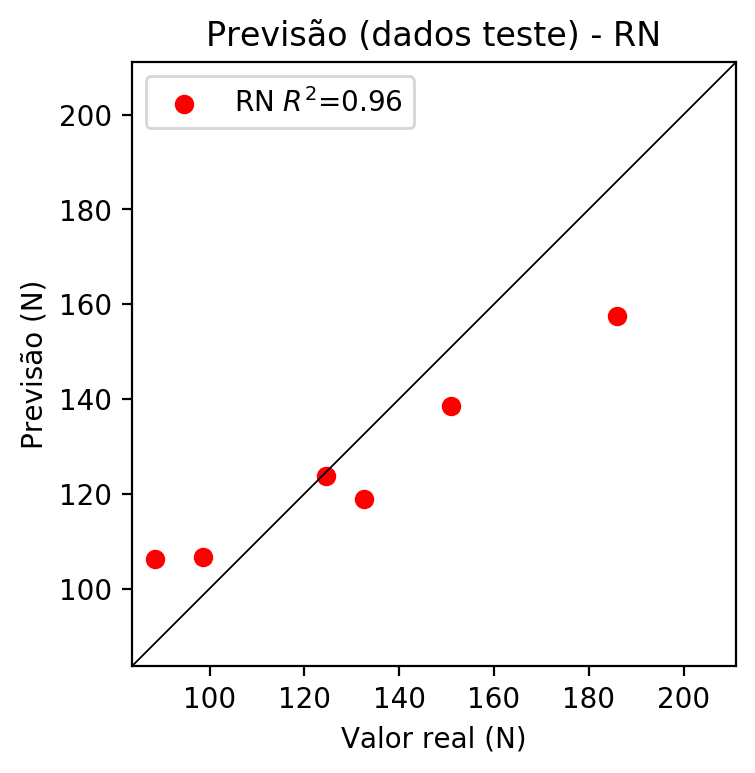 Previsão (dados teste) - RN
RN R²=0.96
200
180
160
140
120
100
Previsão (N)
100 120 140 160 180 200
Valor real (N)